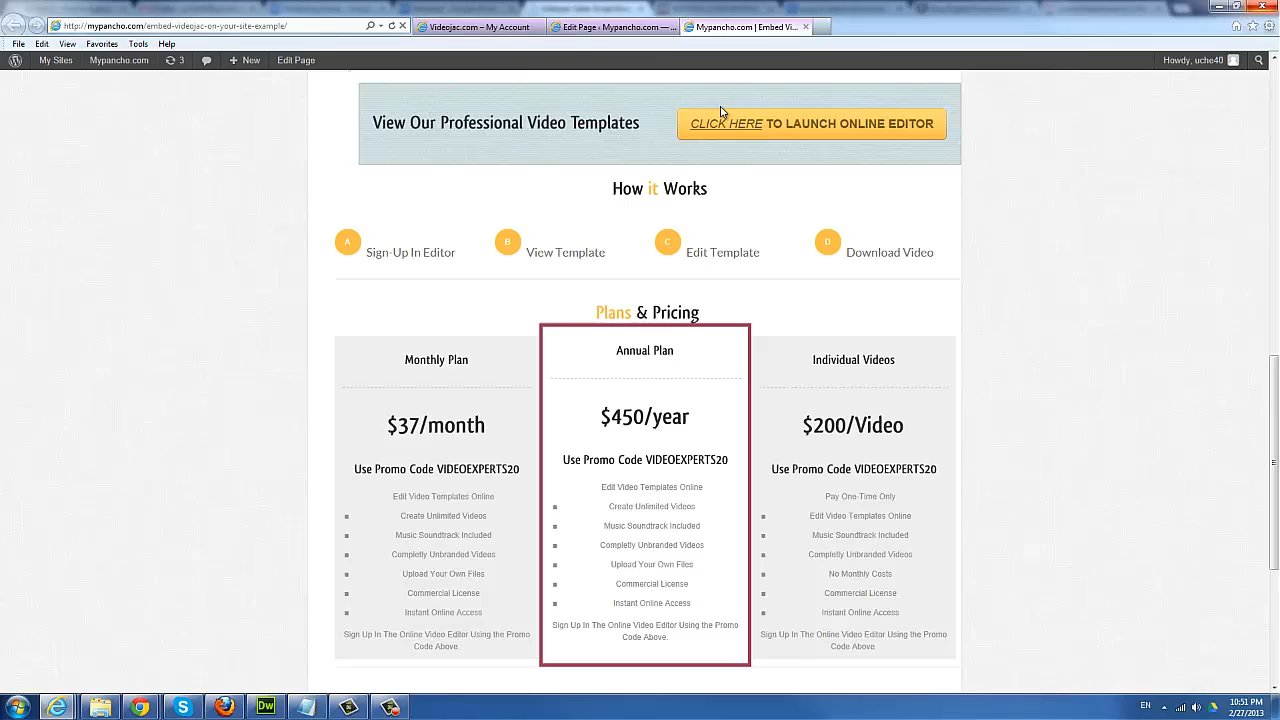 http://mypancho.com/embed-videojac-on-your-site-example/
Videojac.com – My Account
Edit Page ‹ Mypancho.com — ...
Mypancho.com | Embed Vi...
File Edit View Favorites Tools Help
My Sites Mypancho.com 3 New Edit Page Howdy, uche40
View Our Professional Video Templates
CLICK HERE TO LAUNCH ONLINE EDITOR
How it Works
A Sign-Up In Editor
B View Template
C Edit Template
D Download Video
Plans & Pricing
Monthly Plan
$37/month
Use Promo Code VIDEOEXPERTS20
Edit Video Templates Online
Create Unlimited Videos
Music Soundtrack Included
Completly Unbranded Videos
Upload Your Own Files
Commercial License
Instant Online Access
Sign Up In The Online Video Editor Using the Promo
Code Above.
Annual Plan
$450/year
Use Promo Code VIDEOEXPERTS20
Edit Video Templates Online
Create Unlimited Videos
Music Soundtrack Included
Completly Unbranded Videos
Upload Your Own Files
Commercial License
Instant Online Access
Sign Up In The Online Video Editor Using the Promo
Code Above.
Individual Videos
$200/Video
Use Promo Code VIDEOEXPERTS20
Pay One-Time Only
Edit Video Templates Online
Music Soundtrack Included
Completly Unbranded Videos
No Monthly Costs
Commercial License
Instant Online Access
Sign Up In The Online Video Editor Using the Promo
Code Above.
Dw
EN
10:51 PM
2/27/2013